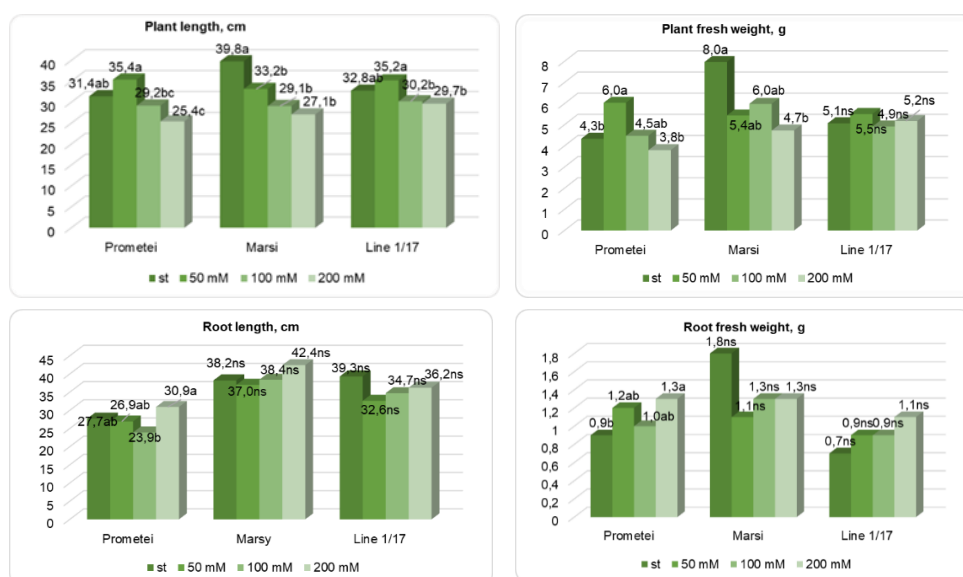 Plant length, cm
40
35
30
25
20
15
10
5
0
31,4ab
35,4a
29,2bc
25,4c
39,8a
33,2b
29,1b
27,1b
32,8ab
35,2a
30,2b
29,7b
Prometei Marsi Line 1/17
st 50 mM 100 mM 200 mM
Plant fresh weight, g
8
7
6
5
4
3
2
1
0
4,3b
6,0a
4,5ab
3,8b
8,0a
5,4ab
6,0ab
4,7b
5,1ns
5,5ns
4,9ns
5,2ns
Prometei Marsi Line 1/17
st 50 mM 100 mM 200 mM
Root length, cm
45
40
35
30
25
20
15
10
5
0
27,7ab
26,9ab
23,9b
30,9a
38,2ns
37,0ns
38,4ns
42,4ns
39,3ns
32,6ns
34,7ns
36,2ns
Prometei Marsy Line 1/17
st 50 mM 100 mM 200 mM
Root fresh weight, g
1,8
1,6
1,4
1,2
1
0,8
0,6
0,4
0,2
0
0,9b
1,2ab
1,0ab
1,3a
1,8ns
1,1ns
1,3ns
1,3ns
0,7ns
0,9ns
0,9ns
1,1ns
Prometei Marsi Line 1/17
st 50 mM 100 mM 200 mM